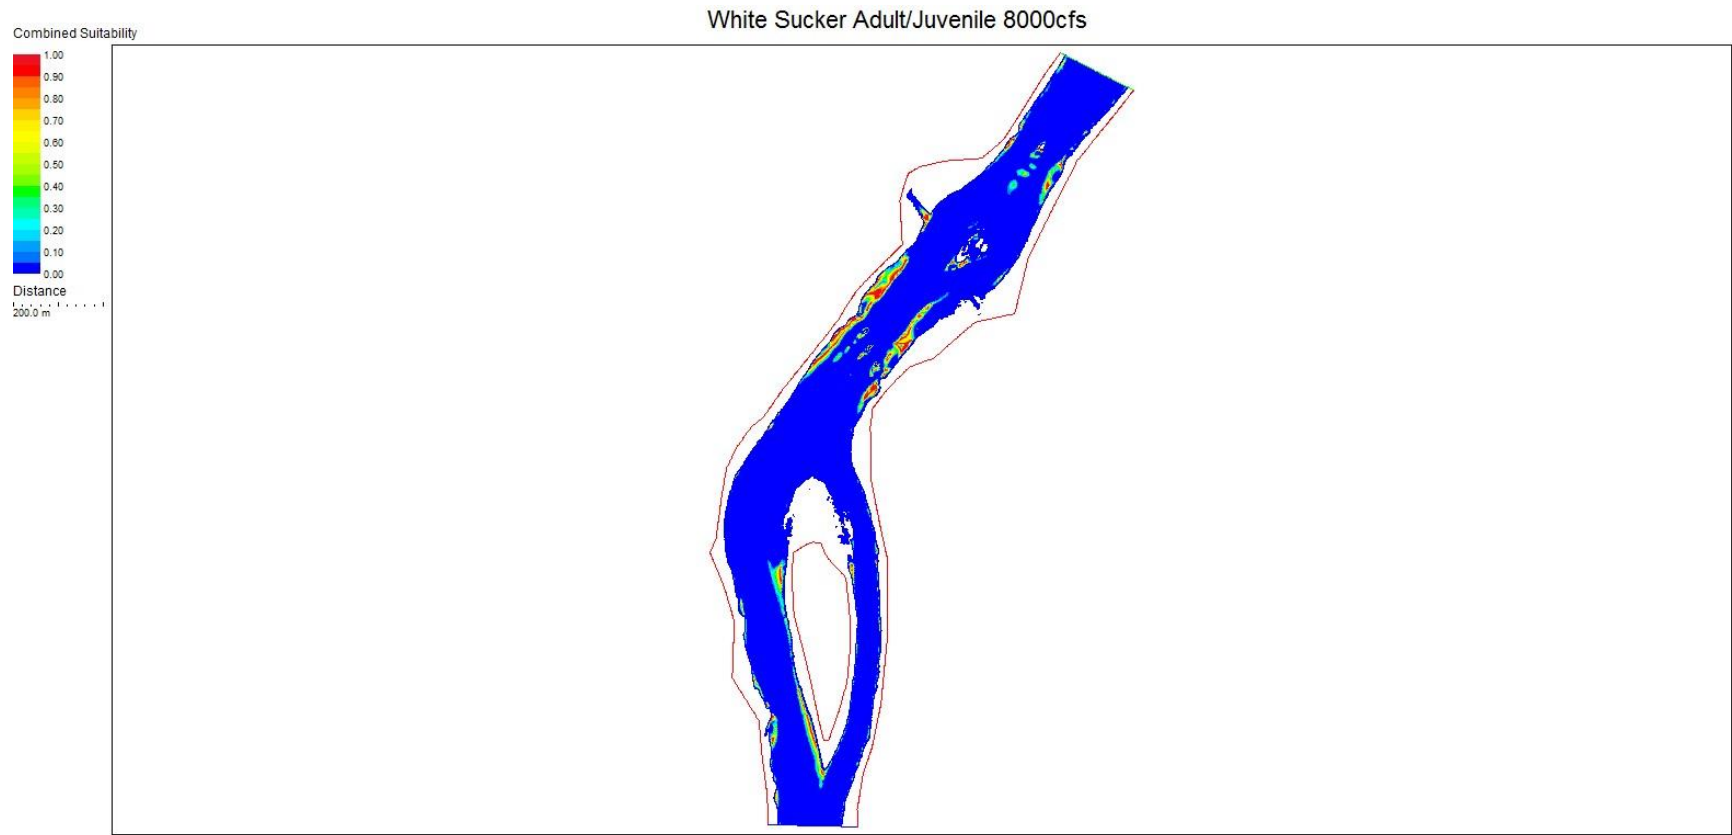 White Sucker Adult/Juvenile 8000cfs
Combined Suitability
1.00
0.90
0.80
0.70
0.60
0.50
0.40
0.30
0.20
0.10
0.00
Distance
200.0 m